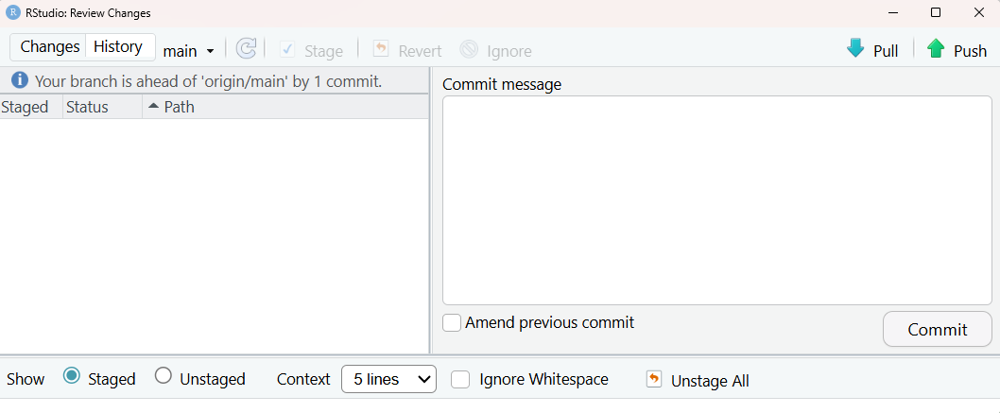 R RStudio: Review Changes
Changes History main Stage Revert Ignore Pull Push
i Your branch is ahead of 'origin/main' by 1 commit.
Staged Status Path
Commit message
Amend previous commit
Commit
Show Staged Unstaged Context 5 lines Ignore Whitespace Unstage All